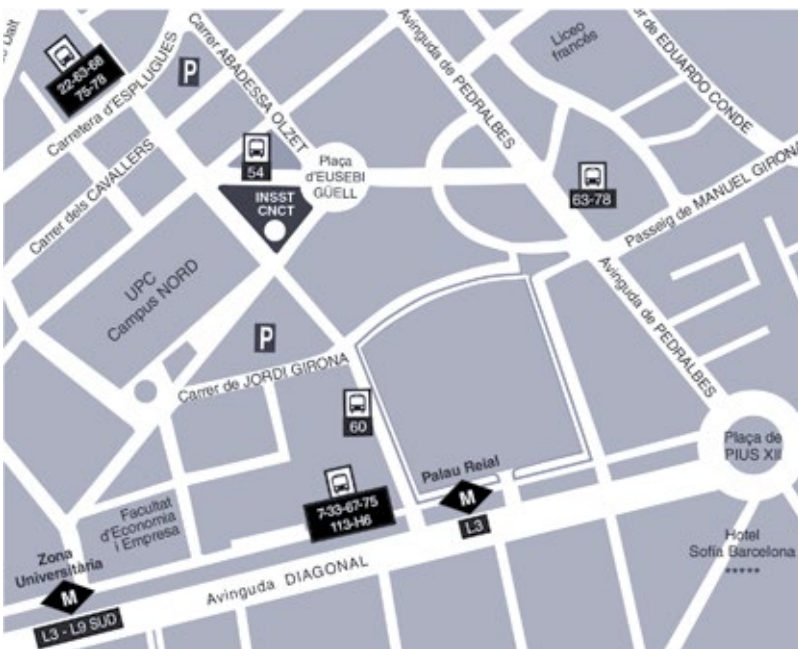 Dalt
22-63-68
75-78
Carretera d'ESPLUGUES
P
Carrer ABADESSA OLZET
Avinguda de PEDRALBES
Liceo
francés
de EDUARDO CONDE
54
Plaça
d'EUSEBI
GÜELL
INSST
CNCT
63-78
Passeig de MANUEL GIRONA
Carrer dels CAVALLERS
UPC
Campus NORD
Avinguda de PEDRALBES
P
Carrer de JORDI GIRONA
60
Plaça de
PIUS XII
Palau Reial
M
L3
7-33-67-75
113-H6
Facultat
d'Economia
i Empresa
Zona
Universitària
M
L3 - L9 SUD
Avinguda DIAGONAL
Hotel
Sofía Barcelona
*****